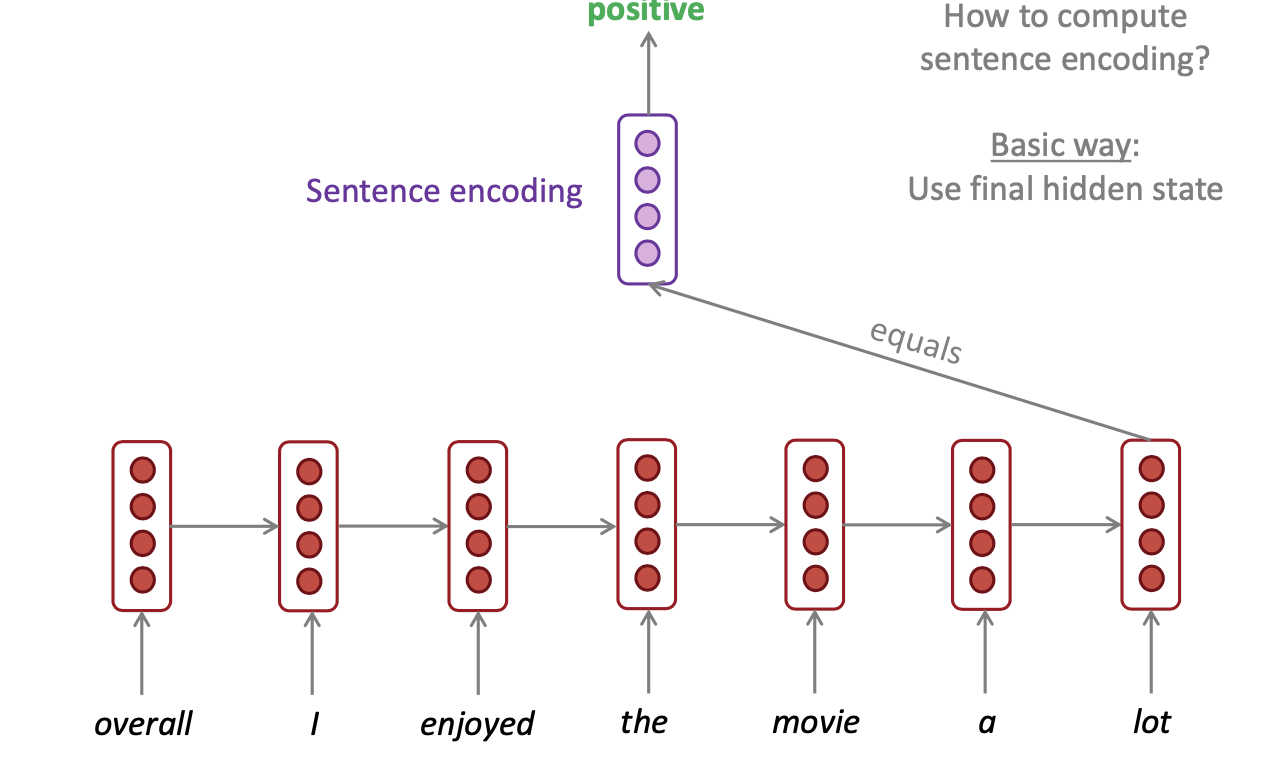 positive
How to compute
sentence encoding?
Basic way:
Use final hidden state
Sentence encoding
equals
overall I enjoyed the movie a lot